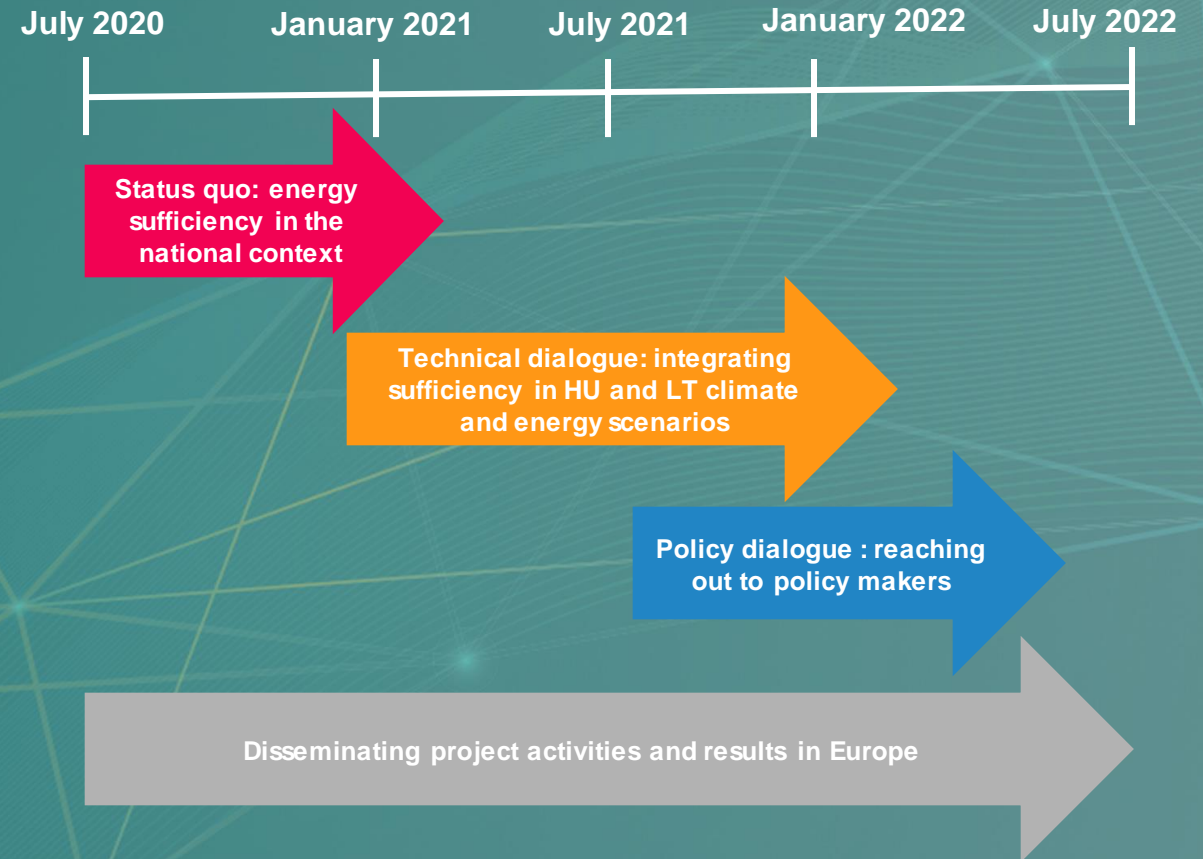 July 2020 January 2021 July 2021 January 2022 July 2022
Status quo: energy
sufficiency in the
national context
Technical dialogue: integrating
sufficiency in HU and LT climate
and energy scenarios
Policy dialogue : reaching
out to policy makers
Disseminating project activities and results in Europe